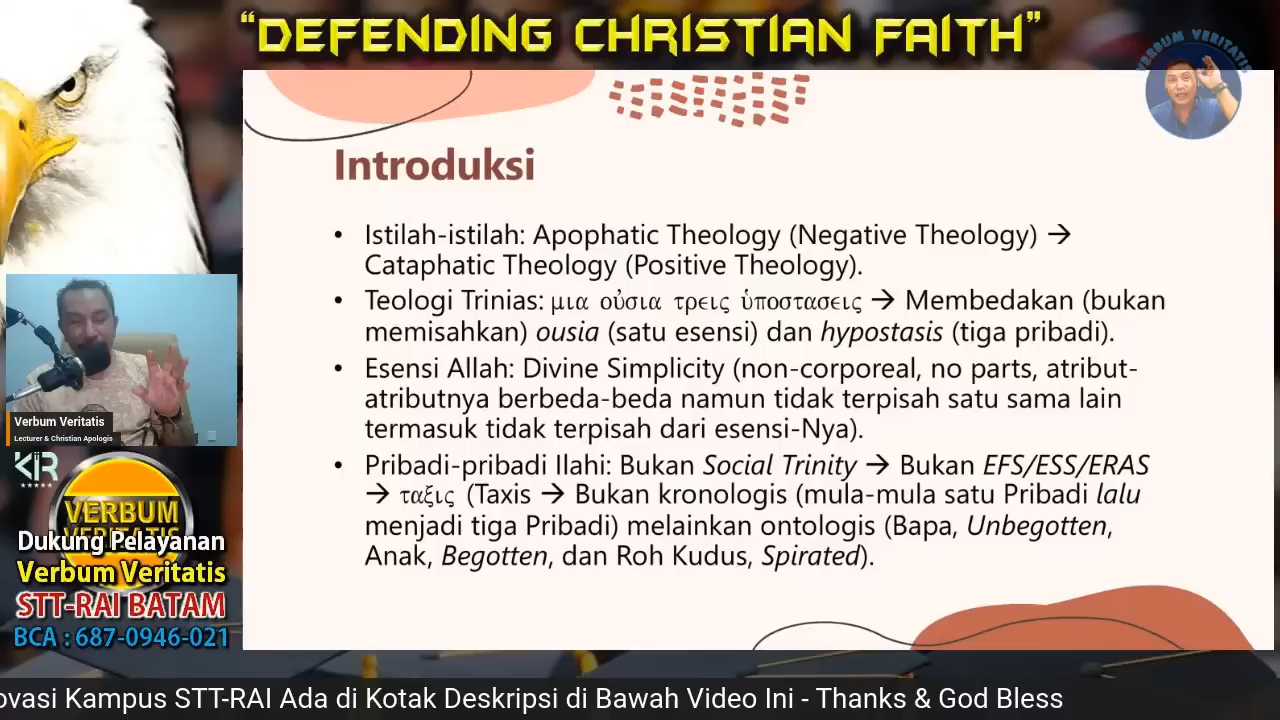 “DEFENDING CHRISTIAN FAITH”
VERBUM VERITATIS
Introduksi
• Istilah-istilah: Apophatic Theology (Negative Theology) →
Cataphatic Theology (Positive Theology).
• Teologi Trinias: μια οὐσια τρεις ὑποστασεις → Membedakan (bukan
memisahkan) ousia (satu esensi) dan hypostasis (tiga pribadi).
• Esensi Allah: Divine Simplicity (non-corporeal, no parts, atribut-
atributnya berbeda-beda namun tidak terpisah satu sama lain
termasuk tidak terpisah dari esensi-Nya).
• Pribadi-pribadi Ilahi: Bukan Social Trinity → Bukan EFS/ESS/ERAS
→ ταξις (Taxis → Bukan kronologis (mula-mula satu Pribadi lalu
menjadi tiga Pribadi) melainkan ontologis (Bapa, Unbegotten,
Anak, Begotten, dan Roh Kudus, Spirated).
Verbum Veritatis
Lecturer & Christian Apologis
KIR
VERBUM
VERITATIS
Dukung Pelayanan
Verbum Veritatis
STT-RAI BATAM
BCA : 687-0946-021
ovasi Kampus STT-RAI Ada di Kotak Deskripsi di Bawah Video Ini - Thanks & God Bless